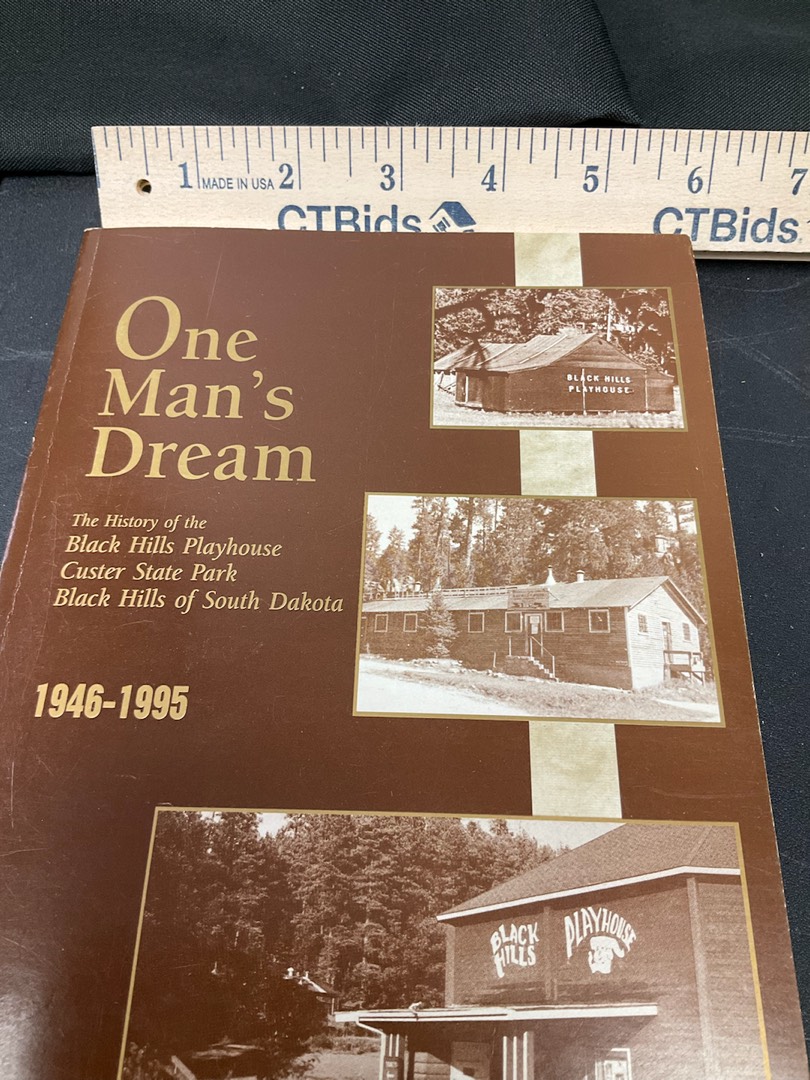 1 MADE IN USA 2 3 4 5 6 7
CTBids CTBids
One
Man's
Dream
The History of the
Black Hills Playhouse
Custer State Park
Black Hills of South Dakota
1946-1995
BLACK HILLS
PLAYHOUSE
BLACK
HILLS
PLAYHOUSE